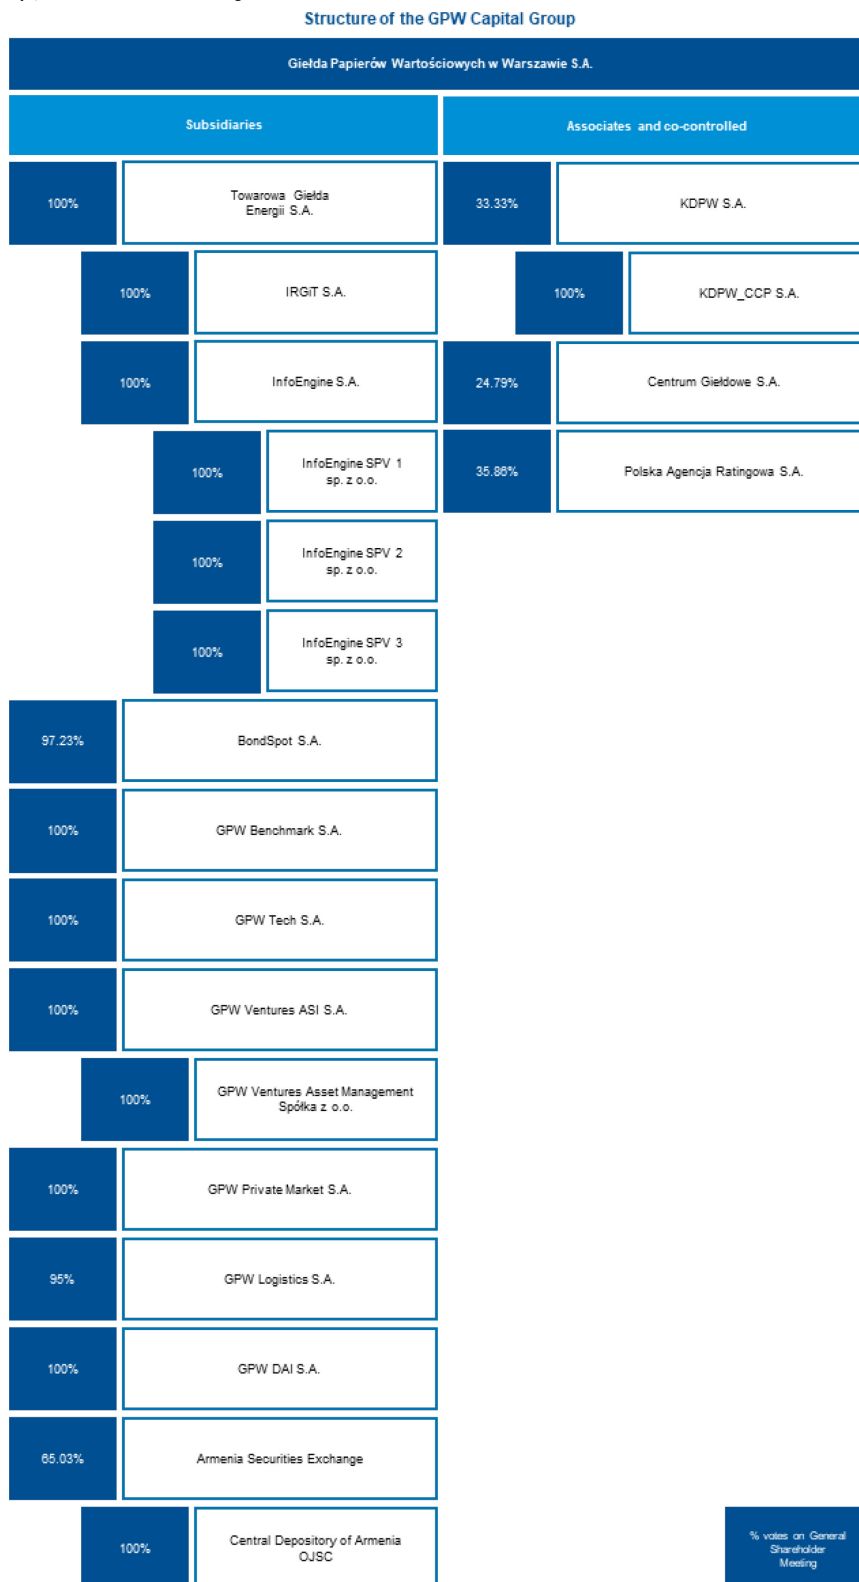 Structure of the GPW Capital Group
Giełda Papierów Wartościowych w Warszawie S.A.
Subsidiaries
100%
Towarowa Giełda
Energii S.A.
100%
IRGiT S.A.
100%
InfoEngine S.A.
100%
InfoEngine SPV 1
sp. z o.o.
100%
InfoEngine SPV 2
sp. z o.o.
100%
InfoEngine SPV 3
sp. z o.o.
97.23%
BondSpot S.A.
100%
GPW Benchmark S.A.
100%
GPW Tech S.A.
100%
GPW Ventures ASI S.A.
100%
GPW Ventures Asset Management
Spółka z o.o.
100%
GPW Private Market S.A.
95%
GPW Logistics S.A.
100%
GPW DAI S.A.
65.03%
Armenia Securities Exchange
100%
Central Depository of Armenia
OJSC
Associates and co-controlled
33.33%
KDPW S.A.
100%
KDPW_CCP S.A.
24.79%
Centrum Giełdowe S.A.
35.86%
Polska Agencja Ratingowa S.A.
% votes on General
Shareholder
Meeting